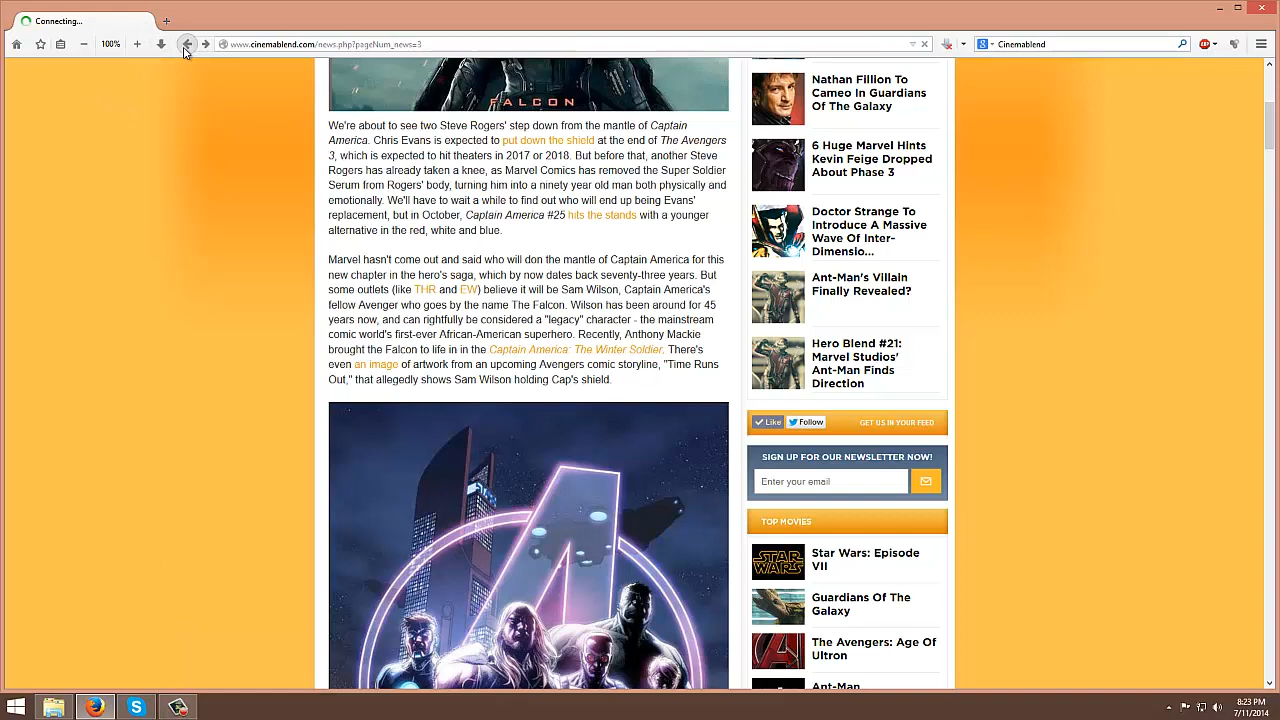 Connecting...
100%
www.cinemablend.com/news.php?pageNum_news=3
Cinemablend
FALCON
We're about to see two Steve Rogers' step down from the mantle of Captain
America. Chris Evans is expected to put down the shield at the end of The Avengers
3, which is expected to hit theaters in 2017 or 2018. But before that, another Steve
Rogers has already taken a knee, as Marvel Comics has removed the Super Soldier
Serum from Rogers' body, turning him into a ninety year old man both physically and
emotionally. We'll have to wait a while to find out who will end up being Evans'
replacement, but in October, Captain America #25 hits the stands with a younger
alternative in the red, white and blue.
Marvel hasn't come out and said who will don the mantle of Captain America for this
new chapter in the hero's saga, which by now dates back seventy-three years. But
some outlets (like THR and EW) believe it will be Sam Wilson, Captain America's
fellow Avenger who goes by the name The Falcon. Wilson has been around for 45
years now, and can rightfully be considered a "legacy" character - the mainstream
comic world's first-ever African-American superhero. Recently, Anthony Mackie
brought the Falcon to life in in the Captain America: The Winter Soldier. There's
even an image of artwork from an upcoming Avengers comic storyline, "Time Runs
Out," that allegedly shows Sam Wilson holding Cap's shield.
Nathan Fillion To
Cameo In Guardians
Of The Galaxy
6 Huge Marvel Hints
Kevin Feige Dropped
About Phase 3
Doctor Strange To
Introduce A Massive
Wave Of Inter-
Dimensio...
Ant-Man's Villain
Finally Revealed?
Hero Blend #21:
Marvel Studios'
Ant-Man Finds
Direction
Like
Follow
GET US IN YOUR FEED
SIGN UP FOR OUR NEWSLETTER NOW!
Enter your email
TOP MOVIES
STAR WARS
Star Wars: Episode
VII
Guardians Of The
Galaxy
The Avengers: Age Of
Ultron
Ant-Man
8:23 PM
7/11/2014